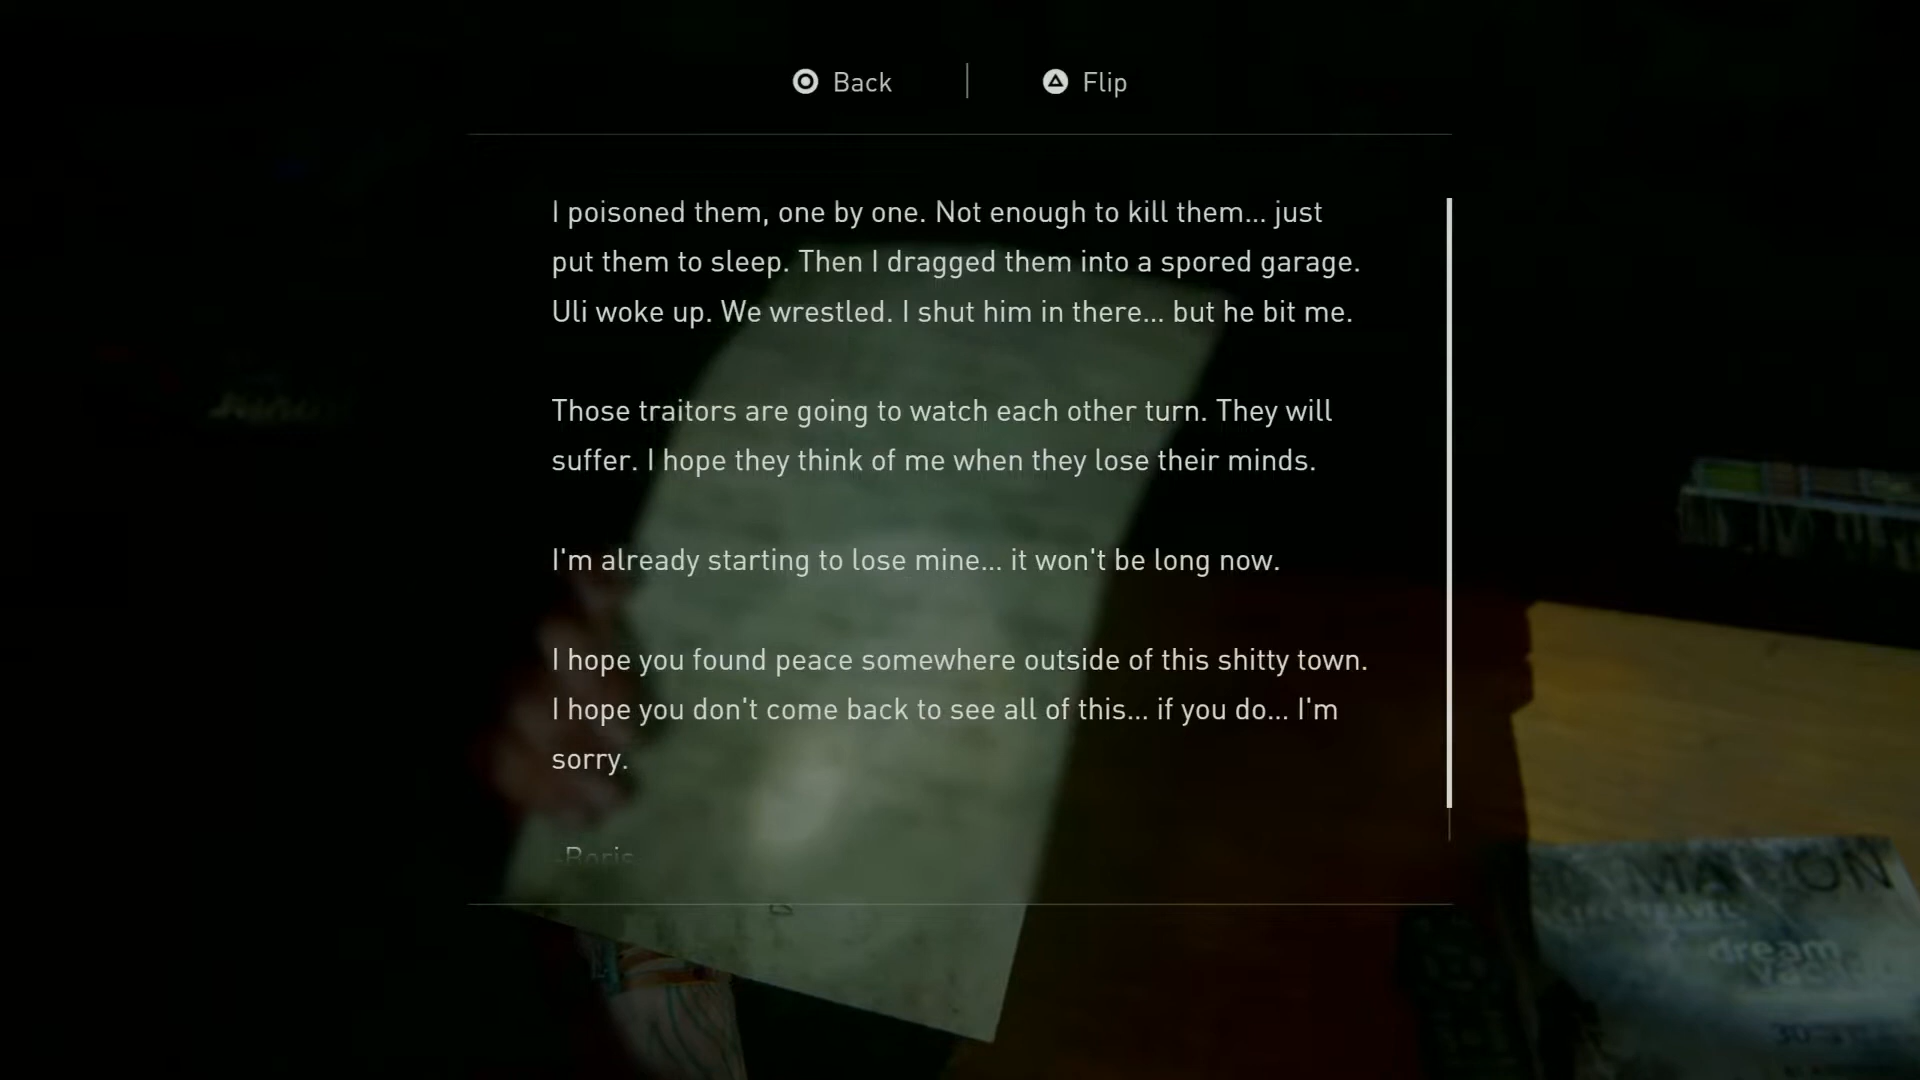 Back
Flip
I poisoned them, one by one. Not enough to kill them... just
put them to sleep. Then I dragged them into a spored garage.
Uli woke up. We wrestled. I shut him in there... but he bit me.
Those traitors are going to watch each other turn. They will
suffer. I hope they think of me when they lose their minds.
I'm already starting to lose mine... it won't be long now.
I hope you found peace somewhere outside of this shitty town.
I hope you don't come back to see all of this... if you do... I'm
sorry.
-Boris
dream